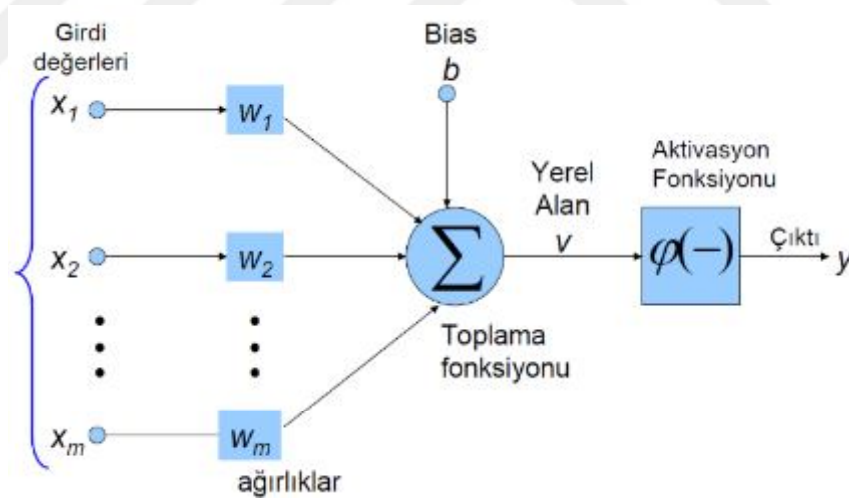 Girdi
değerleri
x1
w1
Bias
b
x2
w2
∑
Toplama
fonksiyonu
Yerel
Alan
v
Aktivasyon
Fonksiyonu
φ(−)
Çıktı
y
xm
wm
ağırlıklar